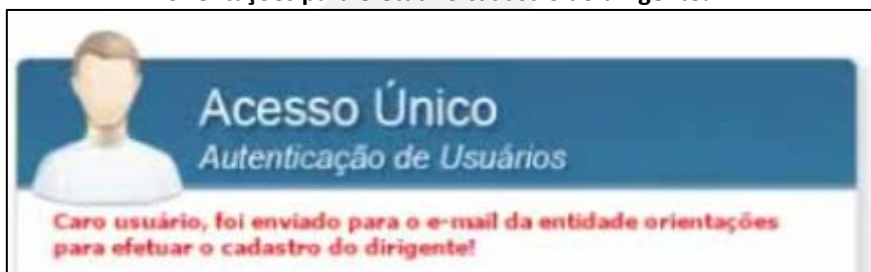 Acesso Único
Autenticação de Usuários
Caro usuário, foi enviado para o e-mail da entidade orientações
para efetuar o cadastro do dirigente!